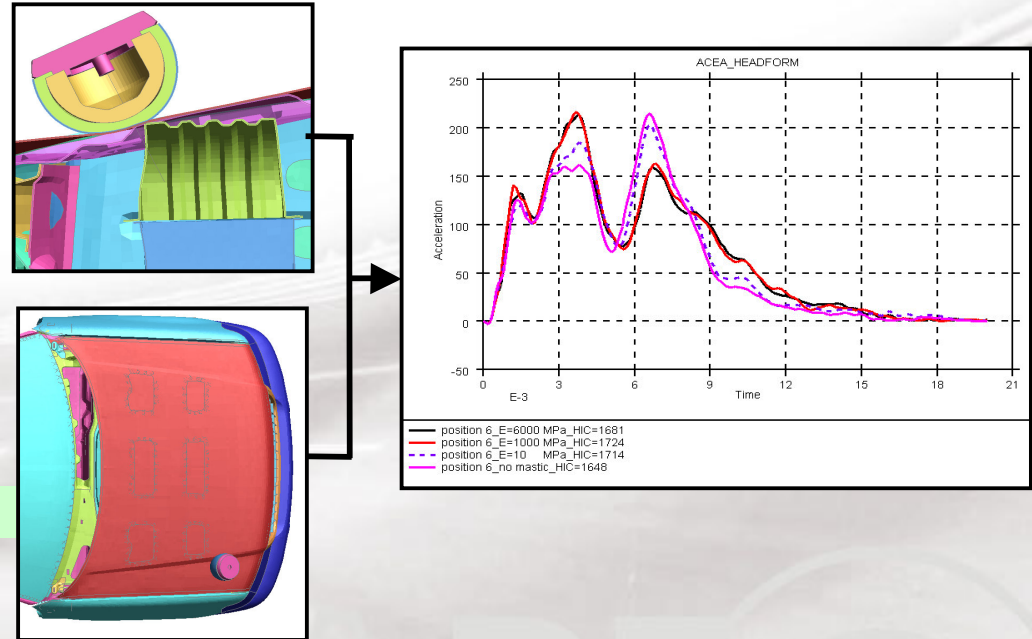 ACEA_HEADFORM
250
200
150
100
50
0
-50
Acceleration
0 3 6 9 12 15 18 21
E-3
Time
position 6_E=6000 MPa_HIC=1681
position 6_E=1000 MPa_HIC=1724
position 6_E=10 MPa_HIC=1714
position 6_no mastic_HIC=1648